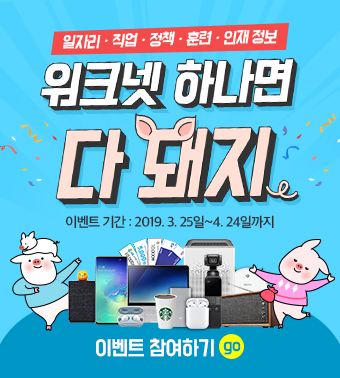 일자리 · 직업 · 정책 · 훈련 · 인재 정보
워크넷 하나면
다 돼지
이벤트 기간 : 2019. 3. 25일~4. 24일까지
이벤트 참여하기 go